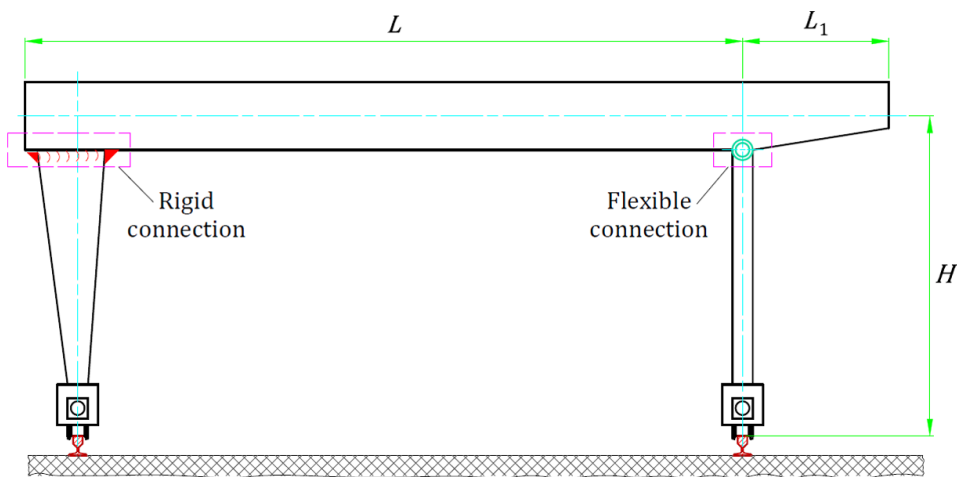 L
L₁
Rigid
connection
Flexible
connection
H